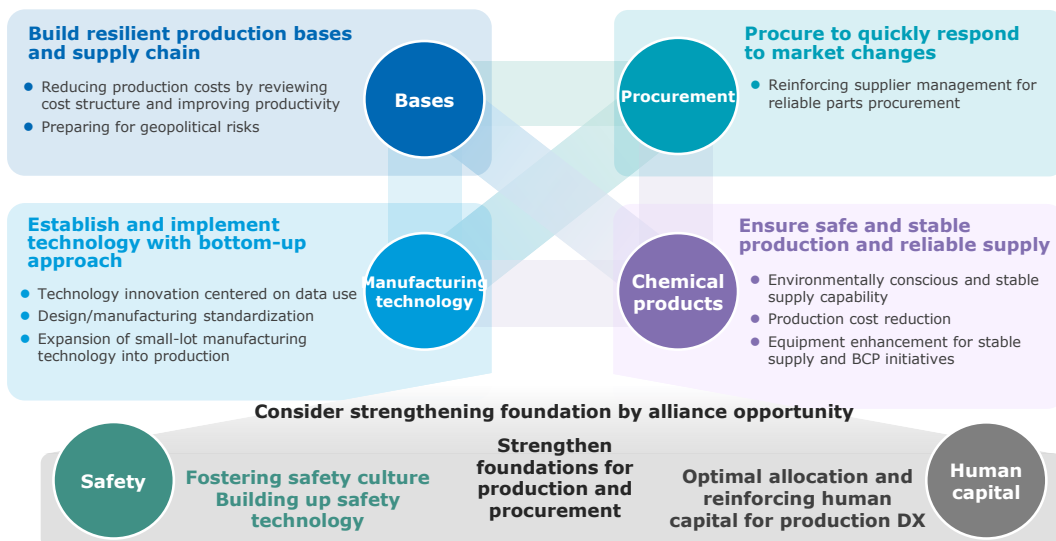 Build resilient production bases
and supply chain
● Reducing production costs by reviewing
cost structure and improving productivity
● Preparing for geopolitical risks
Bases
Procurement
Procure to quickly respond
to market changes
● Reinforcing supplier management for
reliable parts procurement
Establish and implement
technology with bottom-up
approach
● Technology innovation centered on data use
● Design/manufacturing standardization
● Expansion of small-lot manufacturing
technology into production
Manufacturing
technology
Chemical
products
Ensure safe and stable
production and reliable supply
● Environmentally conscious and stable
supply capability
● Production cost reduction
● Equipment enhancement for stable
supply and BCP initiatives
Consider strengthening foundation by alliance opportunity
Safety
Fostering safety culture
Building up safety
technology
Strengthen
foundations for
production and
procurement
Optimal allocation and
reinforcing human
capital for production DX
Human
capital